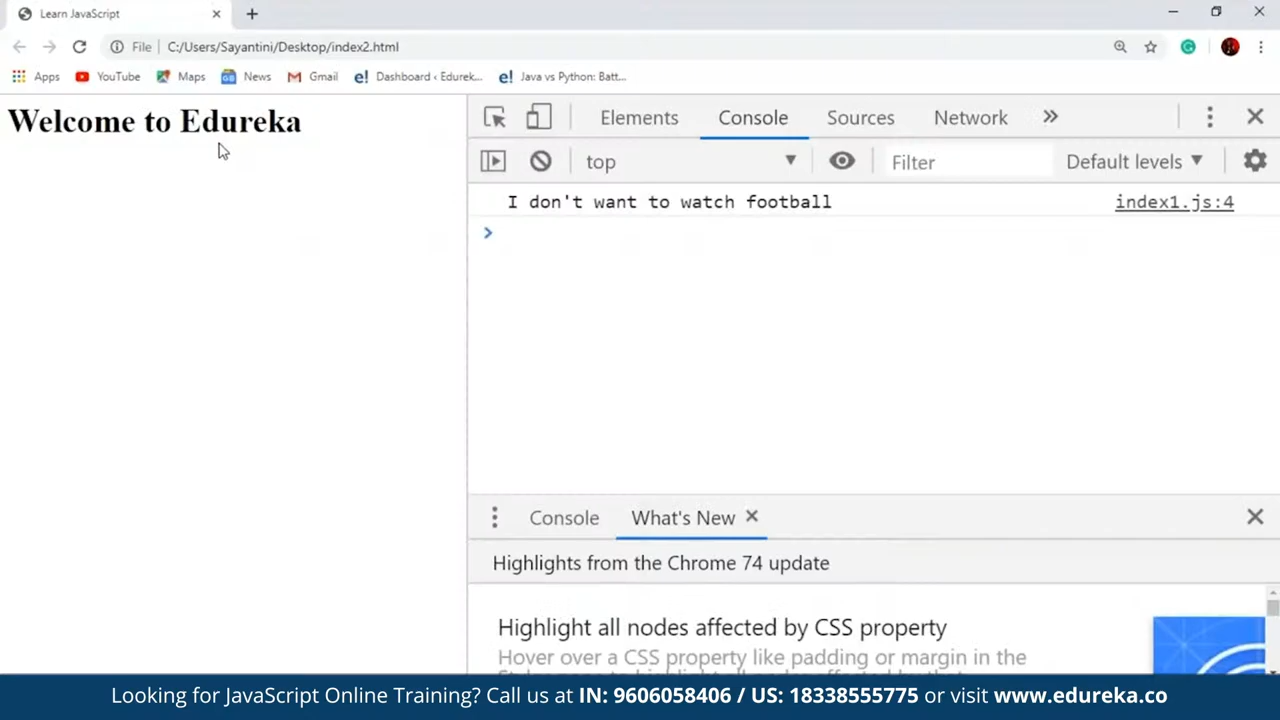 Learn JavaScript
File | C:/Users/Sayantini/Desktop/index2.html
Apps YouTube Maps News Gmail e! Dashboard ‹ Edurek... e! Java vs Python: Batt...
Welcome to Edureka
Elements Console Sources Network »
top Filter Default levels ▼
I don't want to watch football index1.js:4
>
Console What's New ×
Highlights from the Chrome 74 update
Highlight all nodes affected by CSS property
Hover over a CSS property like padding or margin in the
Looking for JavaScript Online Training? Call us at IN: 9606058406 / US: 18338555775 or visit www.edureka.co